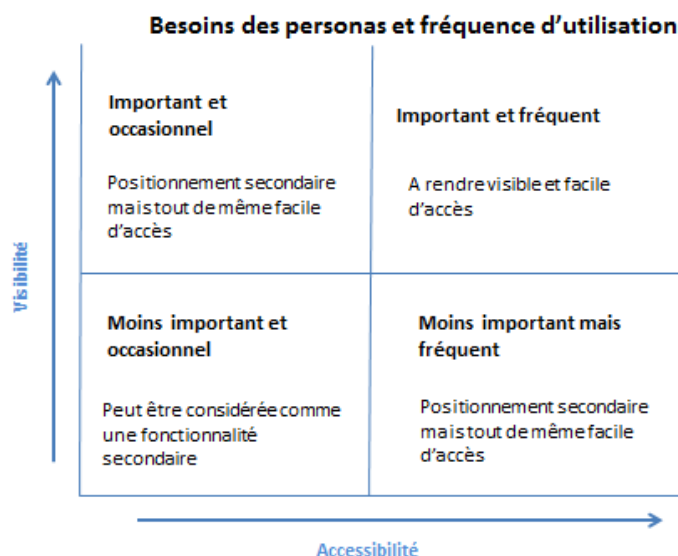 Besoins des personas et fréquence d'utilisation
Important et
occasionnel
Positionnement secondaire
mais tout de même facile
d'accès
Important et fréquent
A rendre visible et facile
d'accès
Visibilité
Moins important et
occasionnel
Peut être considérée comme
une fonctionnalité
secondaire
Moins important mais
fréquent
Positionnement secondaire
mais tout de même facile
d'accès
Accessibilité